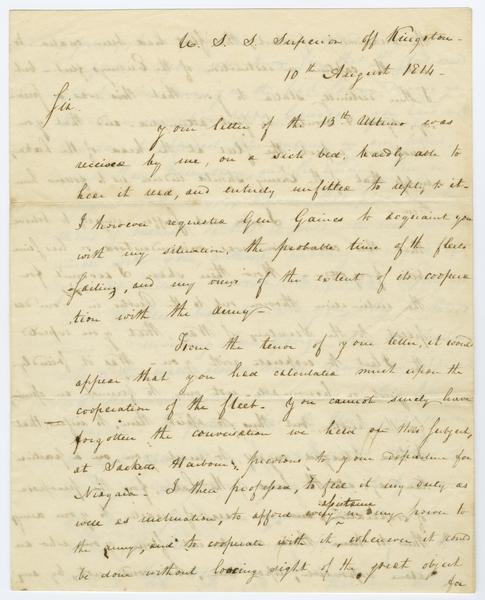 U. S. S. Superior off Kingston-
10th August 1814-
Sir.
your letter of the 13th Ultimo was
received by me, on a sick bed, hardly able to
hear it read, and entirely unfitted to reply to it-
I however requested Genl Gaines to acquaint you
with my situation, the probable time of the fleets
Sailing, and my views of the extent of its coopera
tion with the army-
From the tenor of your letter, it would
appear that you had calculated much upon the
cooperation of the fleet- You cannot surely have
forgotten the conversation we held on this Subject,
at Sacketts Harbour, previous to your departure for
Niagara- I then professed, to feel it my duty as
well as inclination, to afford every assistance in my power to
the army, and to cooperate with it, whenever it could
be done without loosing sight of the great object
for